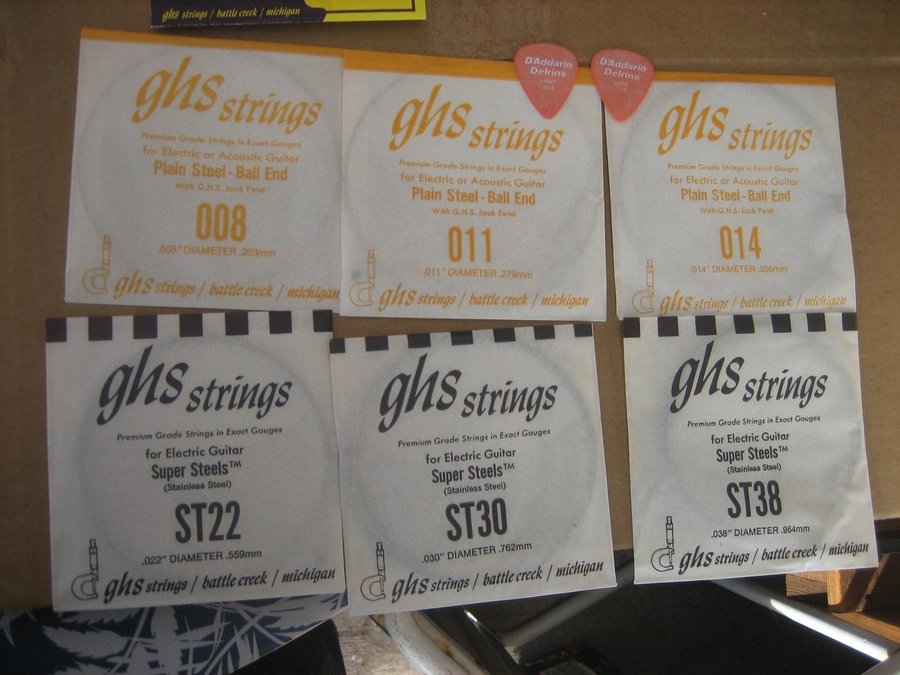 ghs strings / battle creek / michigan
ghs strings
Premium Grade Strings in Exact Gauges
for Electric or Acoustic Guitar
Plain Steel - Ball End
With G.H.S. Lock Twist
008
.008" DIAMETER .203mm
ghs strings / battle creek / michigan
ghs strings
Premium Grade Strings in Exact Gauges
for Electric or Acoustic Guitar
Plain Steel - Ball End
With G.H.S. Lock Twist
011
.011" DIAMETER .279mm
ghs strings / battle creek / michigan
D'Addario
Delrins
D'Addario
Delrins
ghs strings
Premium Grade Strings in Exact Gauges
for Electric or Acoustic Guitar
Plain Steel - Ball End
With G.H.S. Lock Twist
014
.014" DIAMETER .356mm
ghs strings / battle creek / michigan
ghs strings
Premium Grade Strings in Exact Gauges
for Electric Guitar
Super Steels™
(Stainless Steel)
ST22
.022" DIAMETER .559mm
ghs strings / battle creek / michigan
ghs strings
Premium Grade Strings in Exact Gauges
for Electric Guitar
Super Steels™
(Stainless Steel)
ST30
.030" DIAMETER .762mm
ghs strings / battle creek / michigan
ghs strings
Premium Grade Strings in Exact Gauges
for Electric Guitar
Super Steels™
(Stainless Steel)
ST38
.038" DIAMETER .964mm
ghs strings / battle creek / michigan